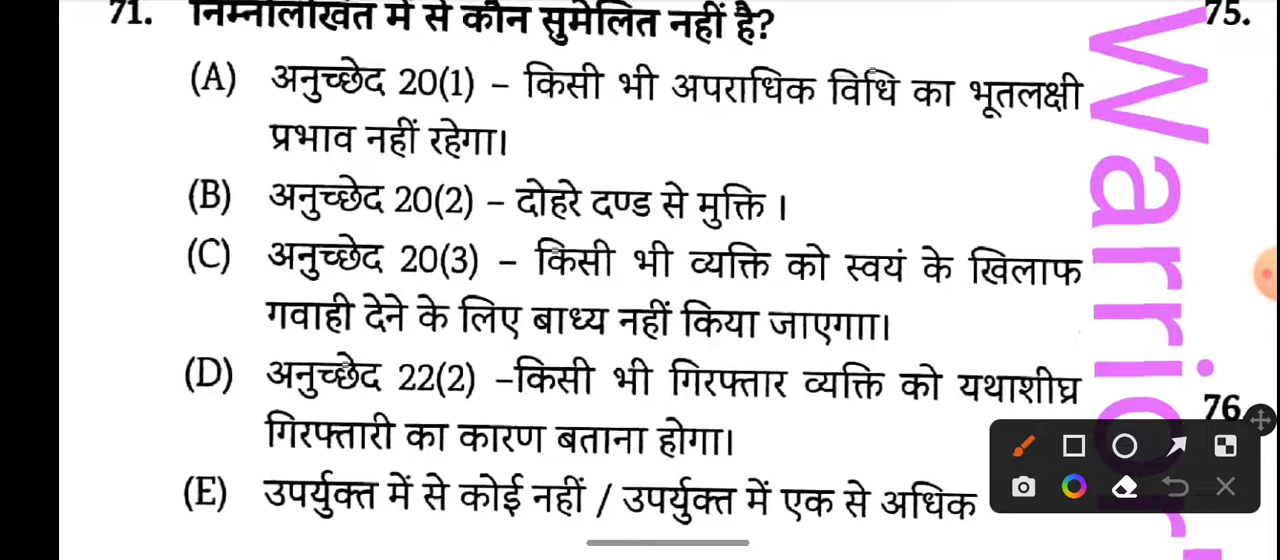 71. निम्नलिखित में से कौन सुमेलित नहीं है?
75.
(A) अनुच्छेद 20(1) – किसी भी अपराधिक विधि का भूतलक्षी
प्रभाव नहीं रहेगा।
(B) अनुच्छेद 20(2) – दोहरे दण्ड से मुक्ति ।
(C) अनुच्छेद 20(3) – किसी भी व्यक्ति को स्वयं के खिलाफ
गवाही देने के लिए बाध्य नहीं किया जाएगाा।
(D) अनुच्छेद 22(2) –किसी भी गिरफ्तार व्यक्ति को यथाशीघ्र
गिरफ्तारी का कारण बताना होगा।
76
(E) उपर्युक्त में से कोई नहीं / उपर्युक्त में एक से अधिक
Warrior